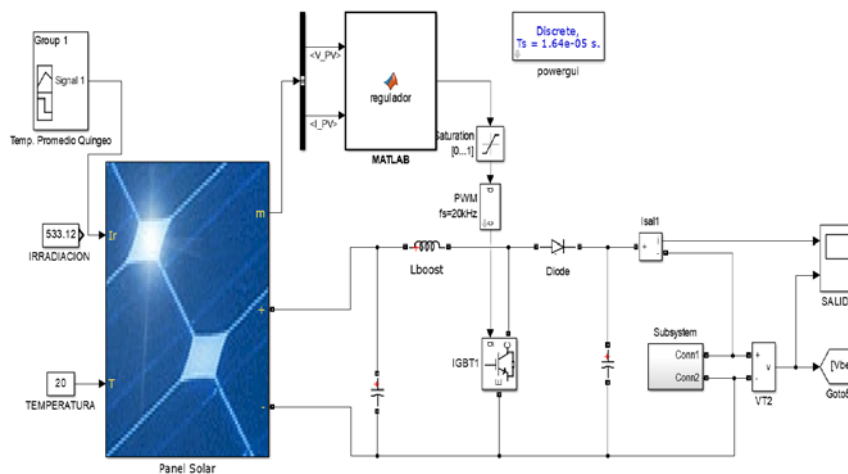 Group 1
Signal 1
Temp. Promedio Quingeo
533.12
IRRADIACION
20
TEMPERATURA
Ir
T
m
+
-
Panel Solar
<V_PV>
<I_PV>
regulador
MATLAB
Discrete,
Ts = 1.64e-05 s.
powergui
Saturation
[0...1]
PWM
fs=20kHz
D
P
Lboost
Diode
IGBT1
g
C
E
Isal1
+
i
-
SALID
Subsystem
Conn1
Conn2
+
v
-
VT2
[Vbe
Goto5